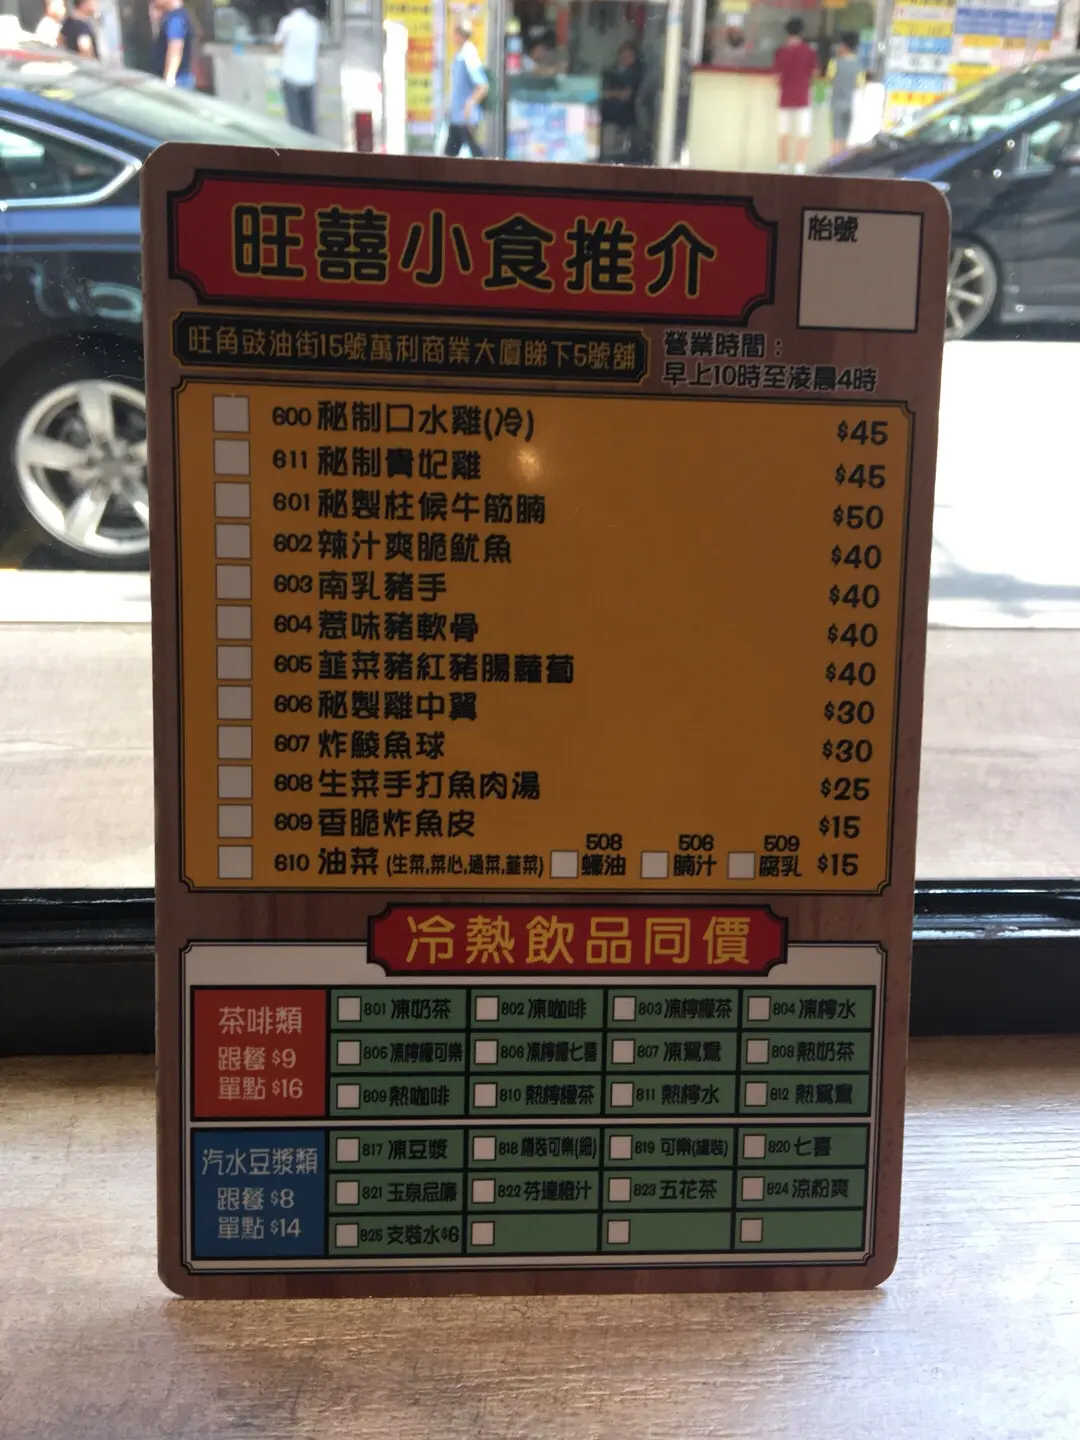 旺囍小食推介
枱號
旺角豉油街15號萬利商業大廈睇下5號舖
營業時間：
早上10時至淩晨4時
600 秘制口水雞(冷) $45
611 秘制貴妃雞 $45
601 秘製柱候牛筋腩 $50
602 辣汁爽脆魷魚 $40
603 南乳豬手 $40
604 惹味豬軟骨 $40
605 韮菜豬紅豬腸蘿蔔 $40
606 秘製雞中翼 $30
607 炸鯪魚球 $30
608 生菜手打魚肉湯 $25
609 香脆炸魚皮 $15
610 油菜 (生菜,菜心,通菜,韮菜) 508 蠔油 506 腩汁 509 腐乳 $15
冷熱飲品同價
茶啡類
跟餐 $9
單點 $16
801 凍奶茶 802 凍咖啡 803 凍檸檬茶 804 凍檸水
805 凍檸檬可樂 806 凍檸檬七喜 807 凍鴛鴦 808 熱奶茶
809 熱咖啡 810 熱檸檬茶 811 熱檸水 812 熱鴛鴦
汽水豆漿類
跟餐 $8
單點 $14
817 凍豆漿 818 樽裝可樂(細) 819 可樂(罐裝) 820 七喜
821 玉泉忌廉 822 芬達橙汁 823 五花茶 824 涼粉爽
825 支裝水$6